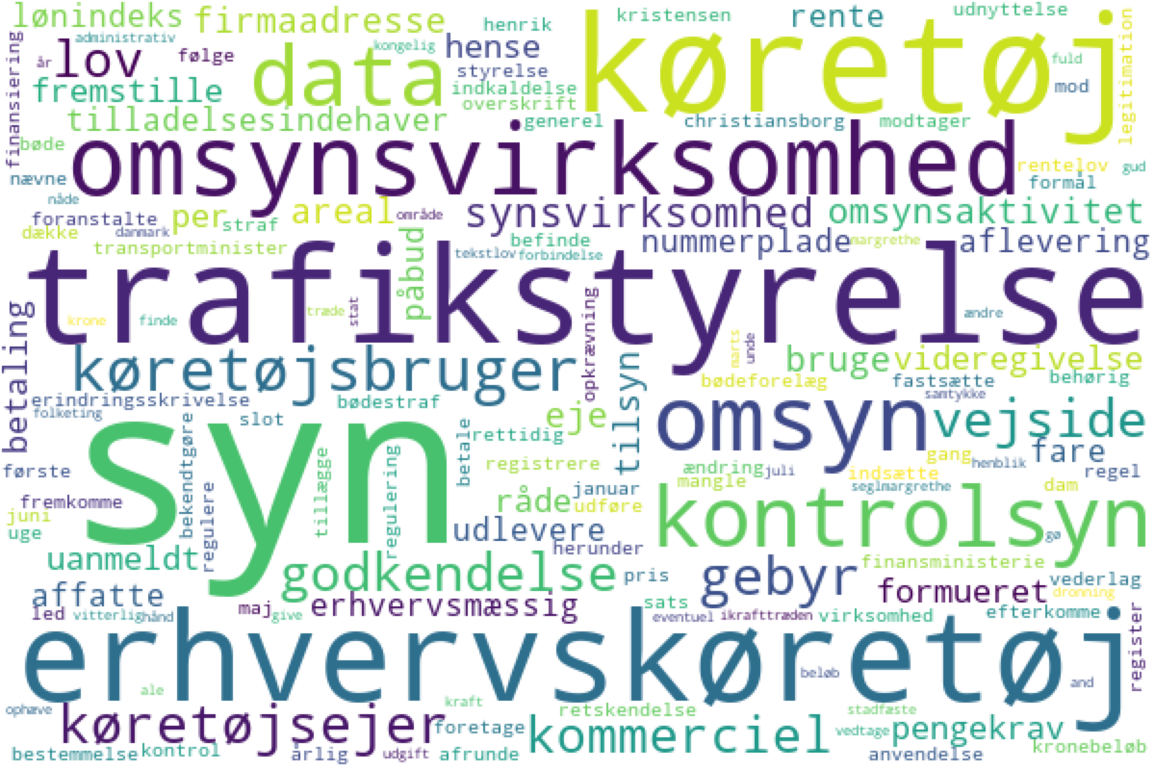 lønindeks firmaadresse henrik kristensen rente udnyttelse
administrativ kongelig
år lov følge data hense køretøj fuld
styrelse
finansiering fremstille indkaldelse mod legitimation
overskrift
tilladelsesindehaver generel christiansborg modtager
bøde omsynsvirksomhed rentelov gud
nævne formål
nåde
foranstalte per areal område synsvirksomhed omsynsaktivitet
dække danmark straf
transportminister påbud befinde nummerplade margrethe aflevering
tekstlov forbindelse
trafikstyrelse
krone finde træde stat ændre
betaling køretøjsbruger opkrævning tilsyn marts unde bruge videregivelse
bødeforelæg fastsætte behørig
erindringsskrivelse bødestraf samtykke
folketing slot eje omsyn vejside
syn rettidig gang fare
første bekendtgøre betale registrere ændring juli henblik regel
mangle indsætte
fremkomme regulere tillægge regulering råde januar seglmargrethe dam
juni udføre kontrolsyn
uge udlevere gø
uanmeldt herunder finansministerie
godkendelse pris gebyr formueret vederlag
affatte dronning
led vitterlig hånd maj give erhvervsmæssig sats eventuel ikrafttræden virksomhed efterkomme
erhvervskøretøj register
beløb and
ale
ophæve køretøjsejer kraft retskendelse stadfæste
foretage kommerciel vedtage pengekrav
bestemmelse kontrol årlig udgift afrunde anvendelse kronebeløb